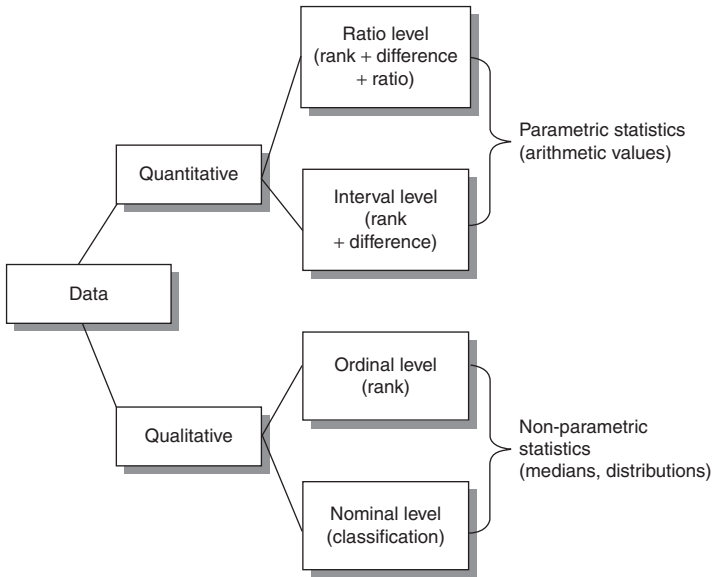 Ratio level
(rank + difference
+ ratio)
Parametric statistics
(arithmetic values)
Quantitative
Interval level
(rank
+ difference)
Data
Ordinal level
(rank)
Qualitative
Non-parametric
statistics
(medians, distributions)
Nominal level
(classification)